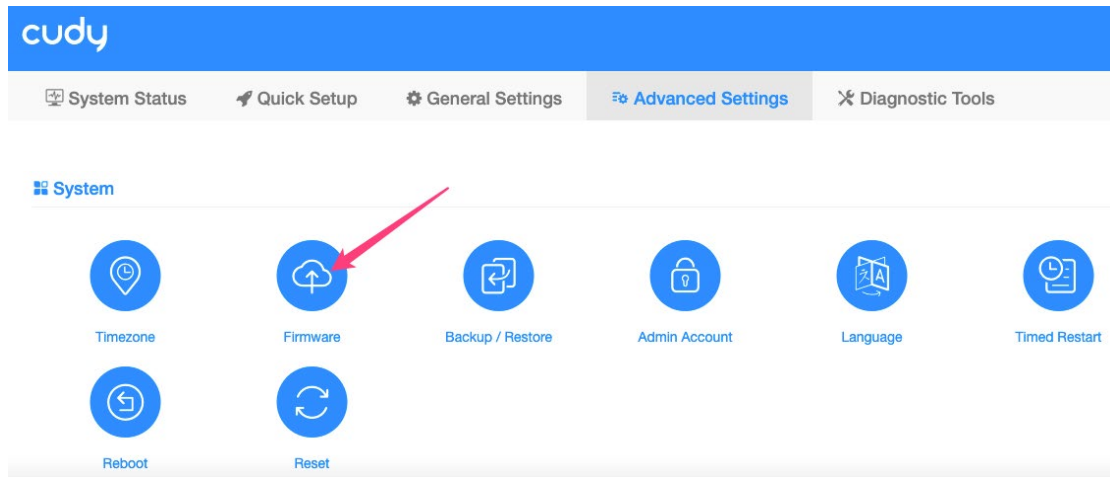 cudy
System Status Quick Setup General Settings Advanced Settings Diagnostic Tools
System
Timezone Firmware Backup / Restore Admin Account Language Timed Restart
Reboot Reset